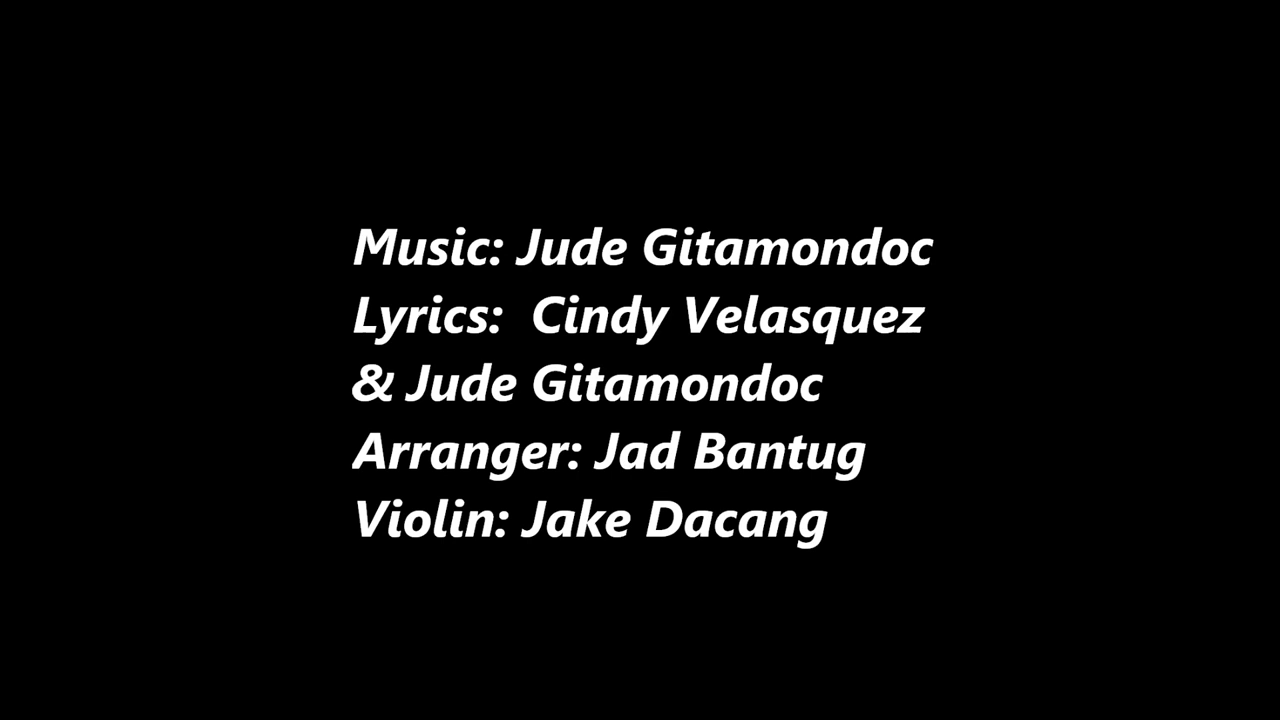 Music: Jude Gitamondoc
Lyrics:  Cindy Velasquez
& Jude Gitamondoc
Arranger: Jad Bantug
Violin: Jake Dacang